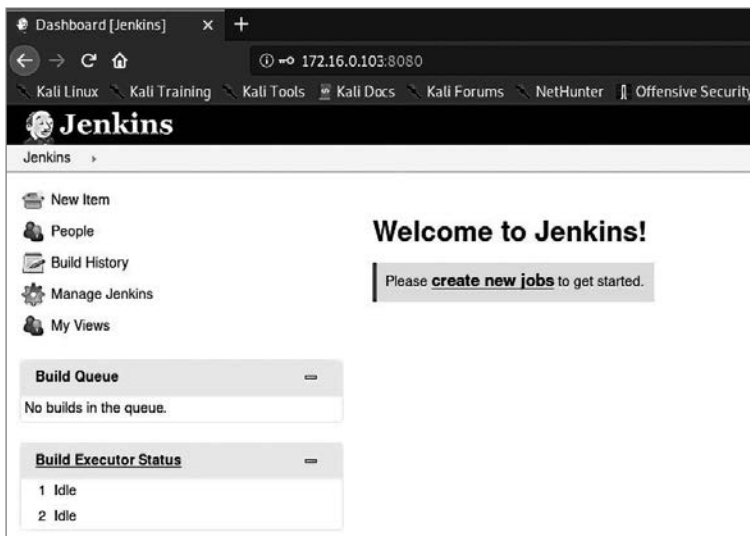 Dashboard [Jenkins] × +
172.16.0.103:8080
Kali Linux Kali Training Kali Tools Kali Docs Kali Forums NetHunter Offensive Security
Jenkins
Jenkins
New Item
People
Build History
Manage Jenkins
My Views
Build Queue
No builds in the queue.
Build Executor Status
1 Idle
2 Idle
Welcome to Jenkins!
Please create new jobs to get started.